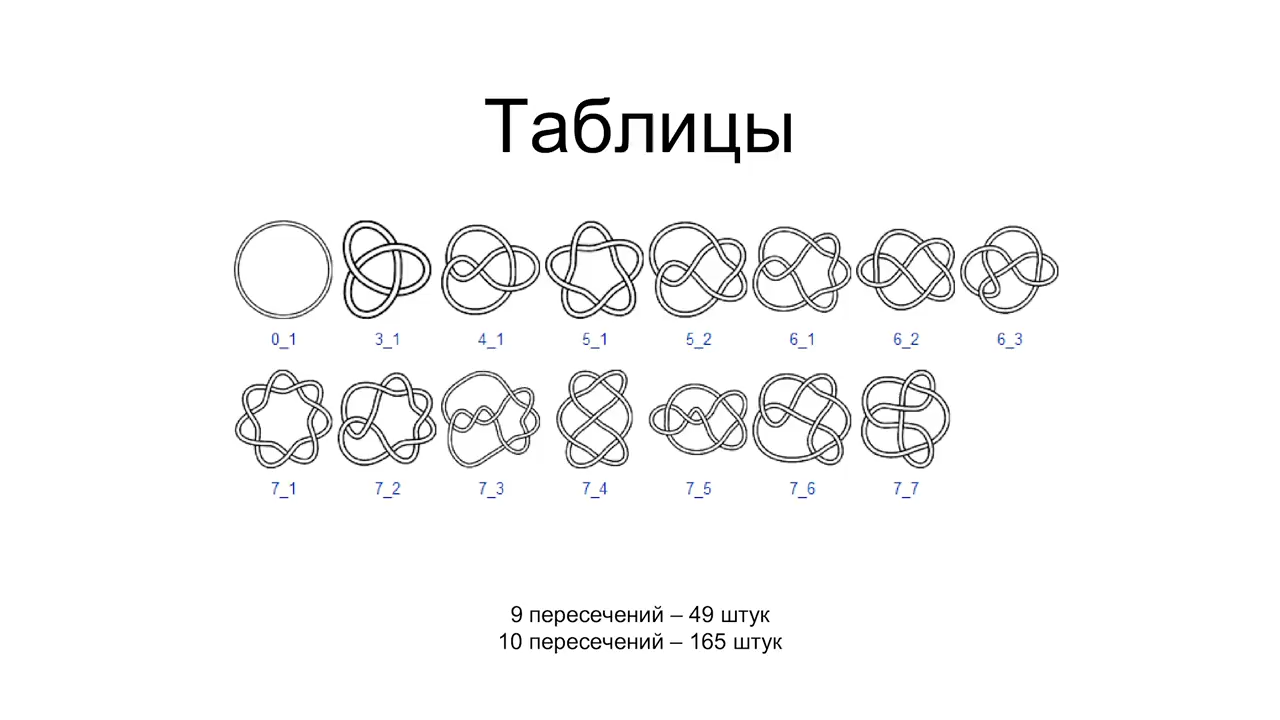 Таблицы
0_1 3_1 4_1 5_1 5_2 6_1 6_2 6_3
7_1 7_2 7_3 7_4 7_5 7_6 7_7
9 пересечений – 49 штук
10 пересечений – 165 штук